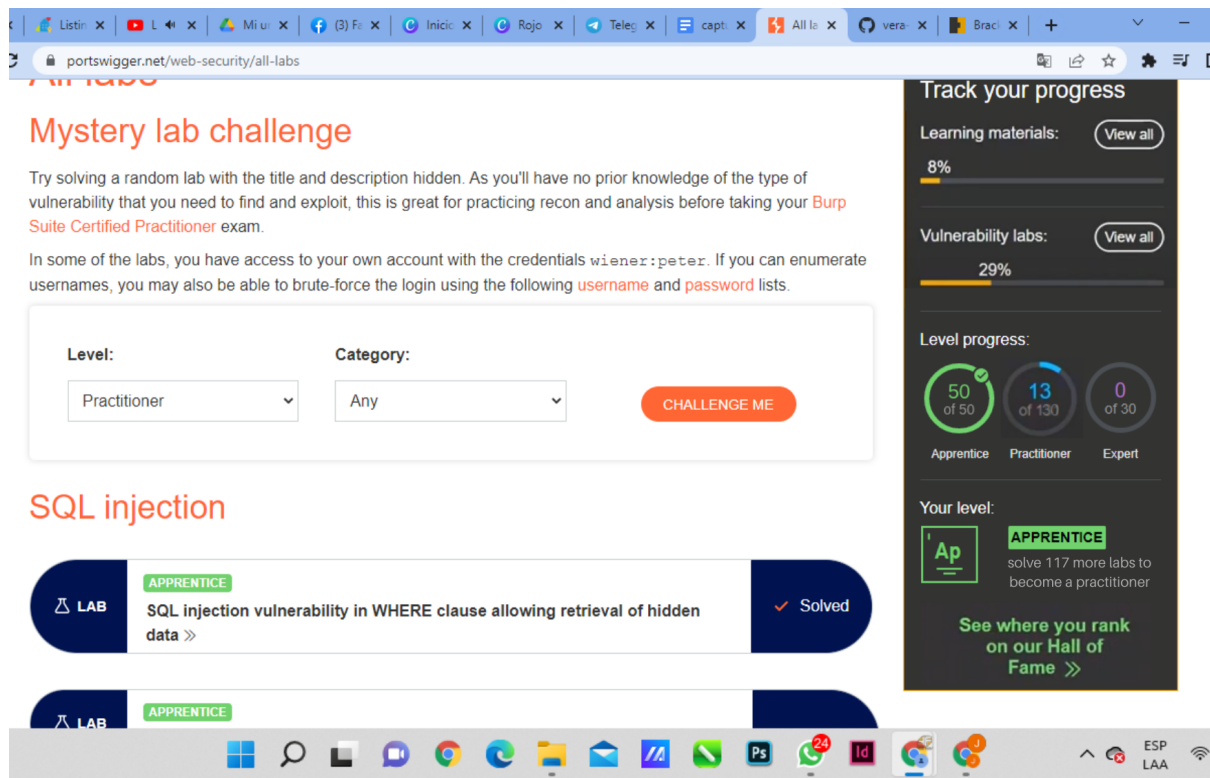 Listin
L
Mi ur
(3) Fa
Inicio
Rojo
Teleg
captu
All la
vera-
Brac
portswigger.net/web-security/all-labs
All labs
Mystery lab challenge
Try solving a random lab with the title and description hidden. As you'll have no prior knowledge of the type of
vulnerability that you need to find and exploit, this is great for practicing recon and analysis before taking your Burp
Suite Certified Practitioner exam.
In some of the labs, you have access to your own account with the credentials wiener:peter. If you can enumerate
usernames, you may also be able to brute-force the login using the following username and password lists.
Level:
Category:
Practitioner
Any
CHALLENGE ME
SQL injection
LAB
APPRENTICE
SQL injection vulnerability in WHERE clause allowing retrieval of hidden
data
Solved
LAB
APPRENTICE
Track your progress
Learning materials:
View all
8%
Vulnerability labs:
View all
29%
Level progress:
50
of 50
13
of 130
0
of 30
Apprentice
Practitioner
Expert
Your level:
Ap
APPRENTICE
solve 117 more labs to
become a practitioner
See where you rank
on our Hall of
Fame
Ps
24
Id
ESP
LAA